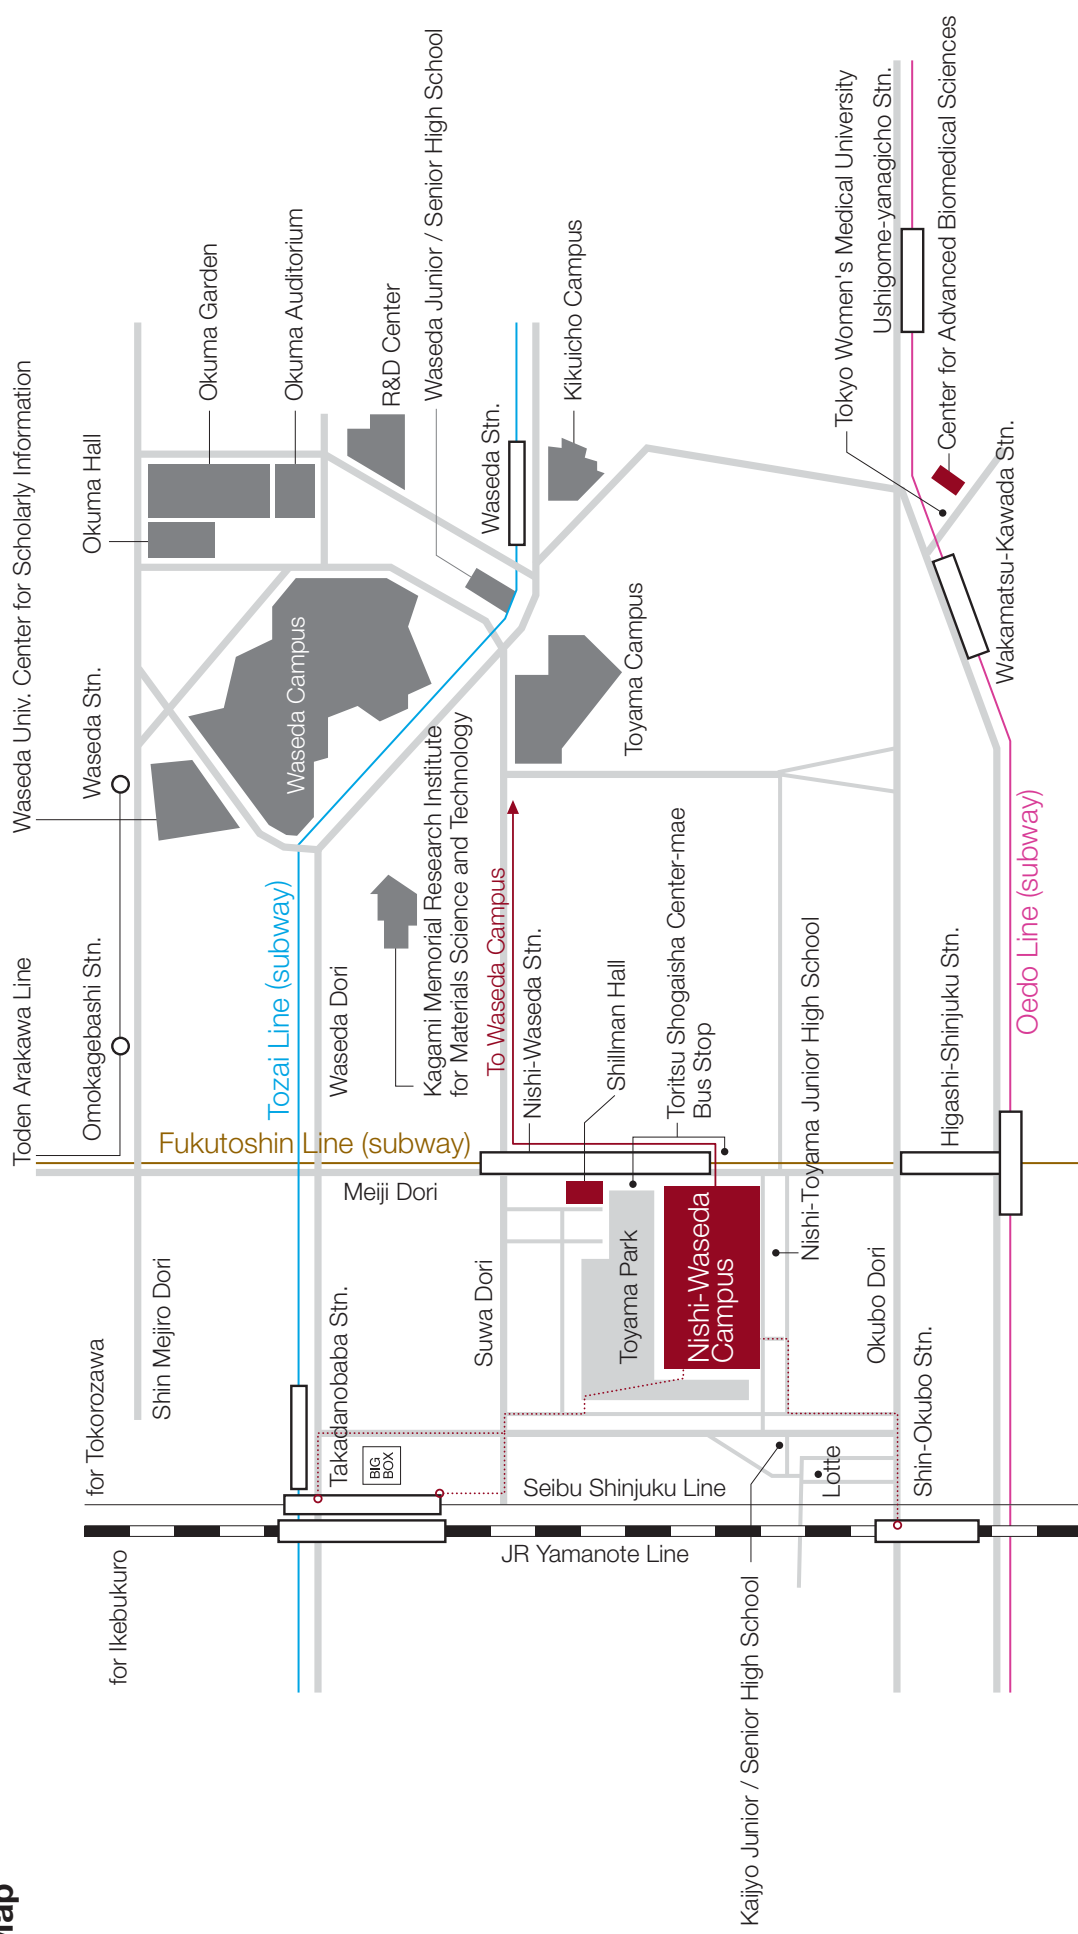 Map
Toden Arakawa Line
Waseda Univ. Center for Scholarly Information
for Ikebukuro
for Tokorozawa
Omokagebashi Stn.
Waseda Stn.
Okuma Hall
Shin Mejiro Dori
Fukutoshin Line (subway)
Okuma Garden
Tozai Line (subway)
Waseda Campus
Okuma Auditorium
Takadanobaba Stn.
Meiji Dori
Waseda Dori
BIG
BOX
R&D Center
Kagami Memorial Research Institute
for Materials Science and Technology
Waseda Junior / Senior High School
Suwa Dori
To Waseda Campus
Waseda Stn.
JR Yamanote Line
Seibu Shinjuku Line
Nishi-Waseda Stn.
Kikuicho Campus
Toyama Park
Shillman Hall
Toyama Campus
Nishi-Waseda
Campus
Toritsu Shogaisha Center-mae
Bus Stop
Kaijyo Junior / Senior High School
Lotte
Nishi-Toyama Junior High School
Tokyo Women's Medical University
Okubo Dori
Ushigome-yanagicho Stn.
Shin-Okubo Stn.
Higashi-Shinjuku Stn.
Center for Advanced Biomedical Sciences
Wakamatsu-Kawada Stn.
Oedo Line (subway)